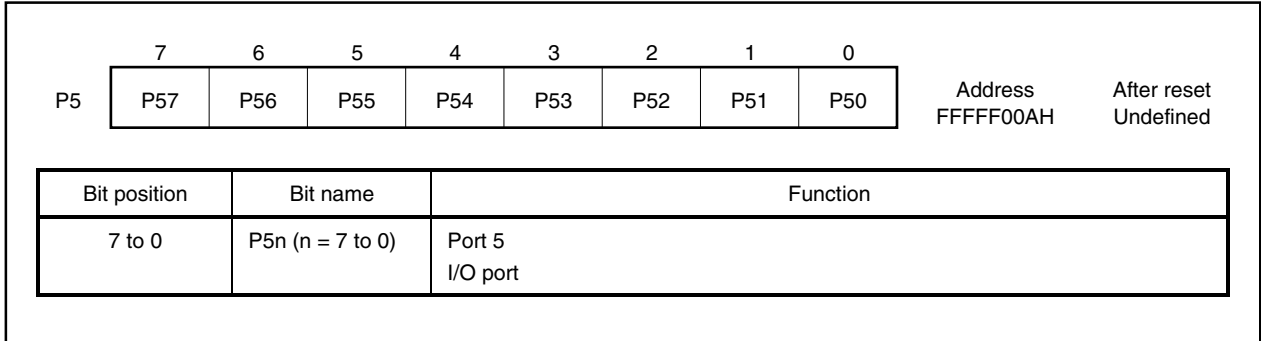 7 6 5 4 3 2 1 0
P5 P57 P56 P55 P54 P53 P52 P51 P50 Address After reset
FFFFF00AH Undefined
Bit position Bit name Function
7 to 0 P5n (n = 7 to 0) Port 5
I/O port